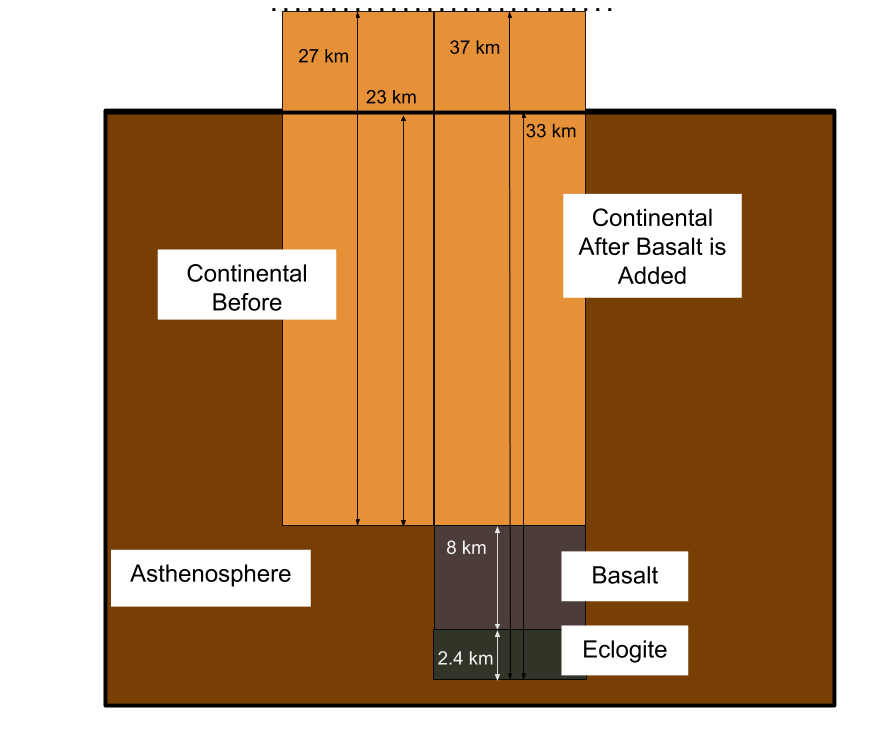 27 km
37 km
23 km
33 km
Continental
After Basalt is
Added
Continental
Before
8 km
Asthenosphere
Basalt
2.4 km
Eclogite